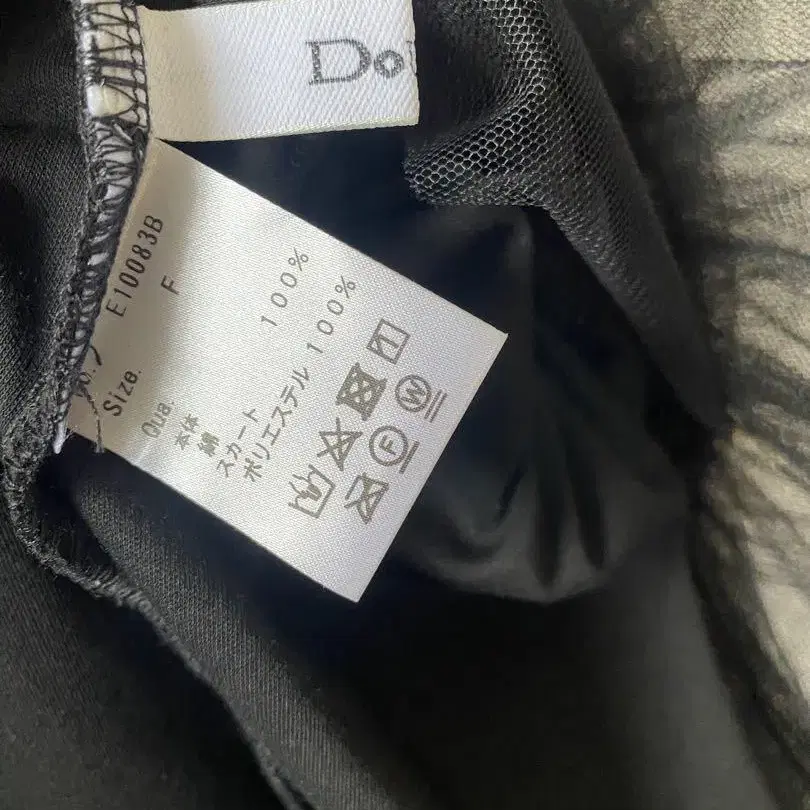 Do
E10083B
Size. F
Qua.
本体
綿 100%
スカート
ポリエステル 100%
W
F